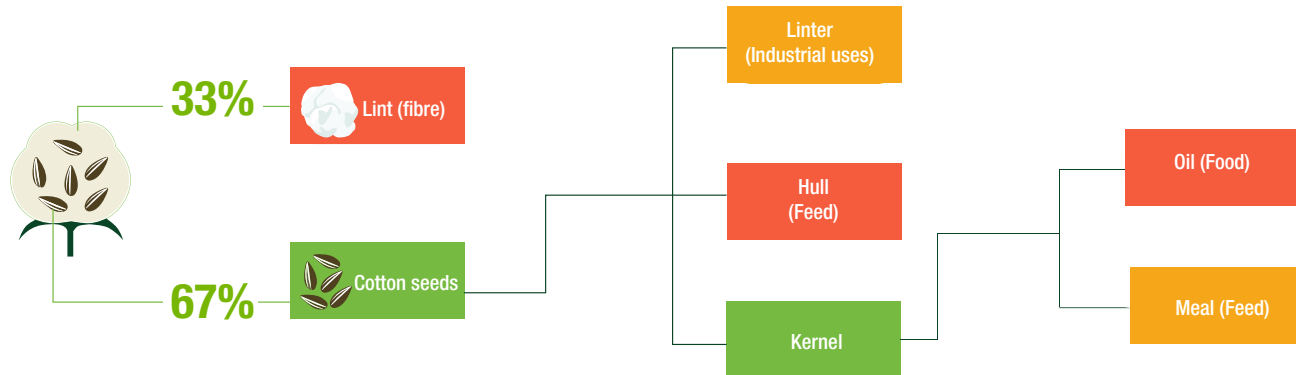 33%
Lint (fibre)
67%
Cotton seeds
Linter
(Industrial uses)
Hull
(Feed)
Kernel
Oil (Food)
Meal (Feed)